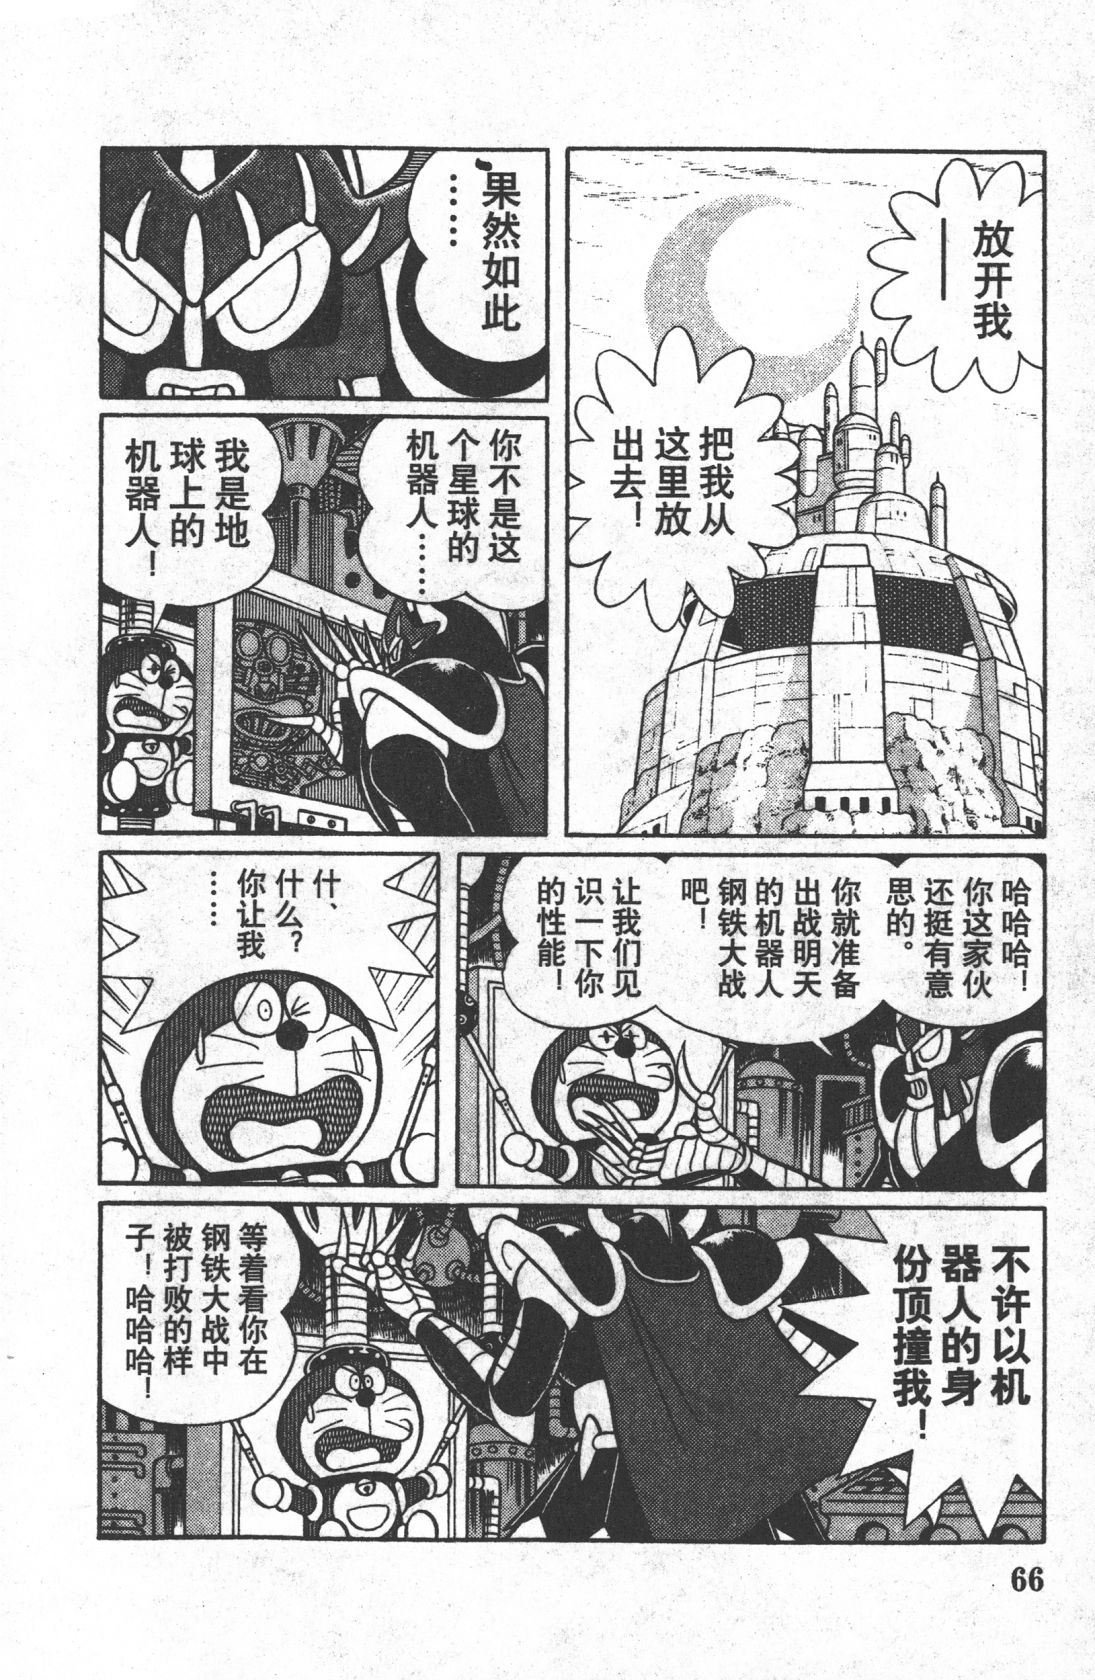 放开我
——
把我从
这里放
出去！
果然如此
……
你不是这
个星球的
机器人……
我是地
球上的
机器人！
哈哈哈！
你这家伙
还挺有意
思的。
你就准备
出战明天
的机器人
钢铁大战
吧！
让我们见
识一下你
的性能！
什、
什么？
你让我
……
不许以机
器人的身
份顶撞我！
等着看你在
钢铁大战中
被打败的样
子！哈哈哈！
66